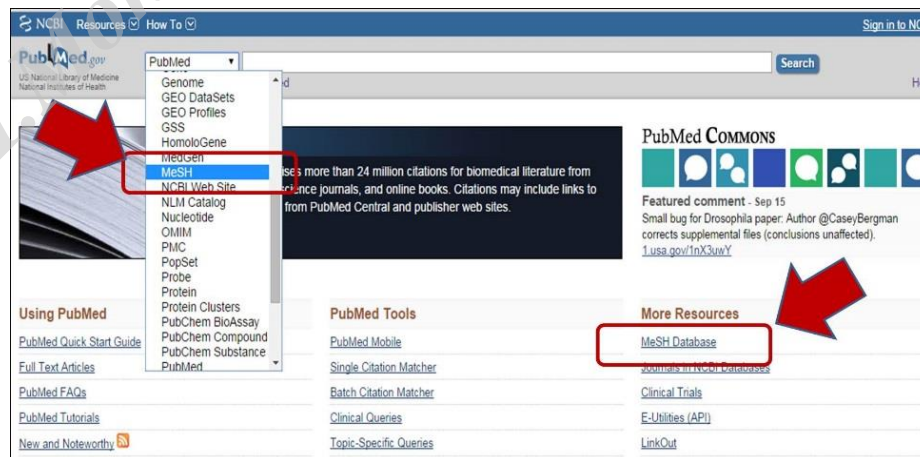 NCBI Resources How To Sign in to NC
PubMed.gov
US National Library of Medicine
National Institutes of Health
PubMed
Search
Genome
GEO DataSets
GEO Profiles
GSS
HomoloGene
MedGen
MeSH
NCBI Web Site
NLM Catalog
Nucleotide
OMIM
PMC
PopSet
Probe
Protein
Protein Clusters
PubChem BioAssay
PubChem Compound
PubChem Substance
PubMed
more than 24 million citations for biomedical literature from
science journals, and online books. Citations may include links to
from PubMed Central and publisher web sites.
PubMed COMMONS
Featured comment - Sep 15
Small bug for Drosophila paper: Author @CaseyBergman
corrects supplemental files (conclusions unaffected).
1.usa.gov/1nX3uwY
Using PubMed
PubMed Quick Start Guide
Full Text Articles
PubMed FAQs
PubMed Tutorials
New and Noteworthy
PubMed Tools
PubMed Mobile
Single Citation Matcher
Batch Citation Matcher
Clinical Queries
Topic-Specific Queries
More Resources
MeSH Database
Journals in NCBI Databases
Clinical Trials
E-Utilities (API)
LinkOut